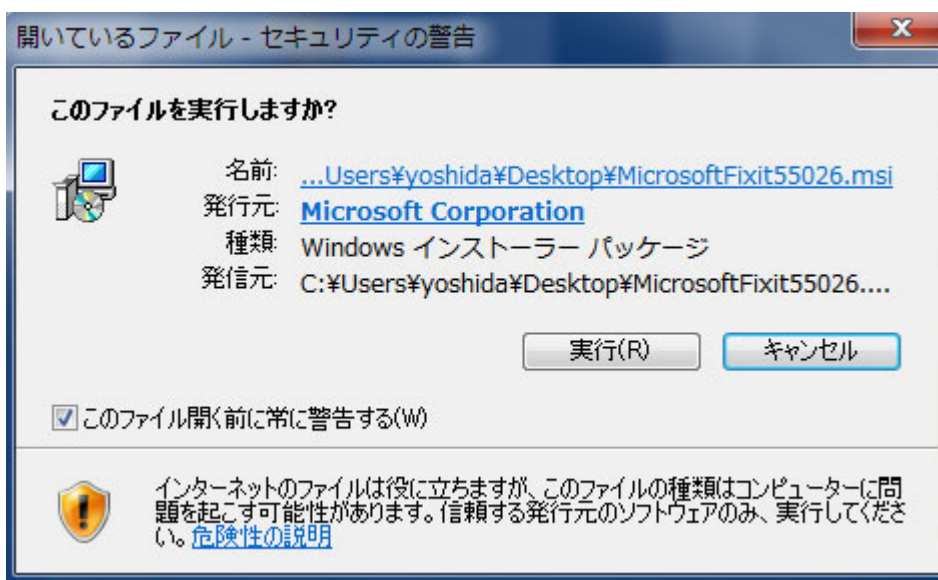 開いているファイル - セキュリティの警告
このファイルを実行しますか?
名前: ...Users¥yoshida¥Desktop¥MicrosoftFixit55026.msi
発行元: Microsoft Corporation
種類: Windows インストーラー パッケージ
発信元: C:¥Users¥yoshida¥Desktop¥MicrosoftFixit55026....
実行(R) キャンセル
このファイル開く前に常に警告する(W)
インターネットのファイルは役に立ちますが、このファイルの種類はコンピューターに問
題を起こす可能性があります。信頼する発行元のソフトウェアのみ、実行してくださ
い。危険性の説明